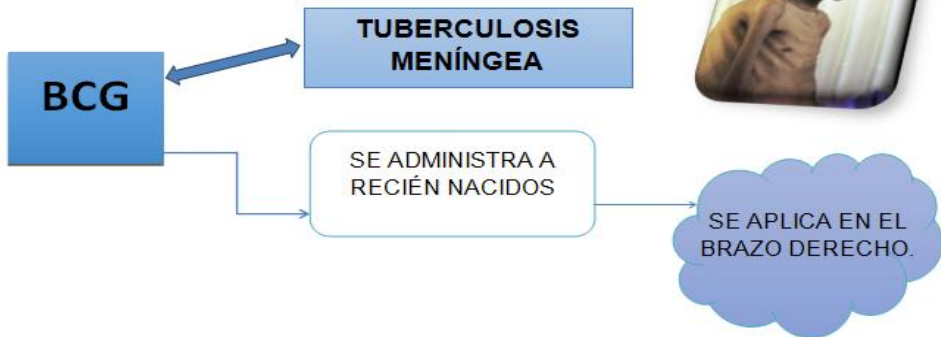 TUBERCULOSIS
MENÍNGEA
BCG
SE ADMINISTRA A
RECIÉN NACIDOS
SE APLICA EN EL
BRAZO DERECHO.